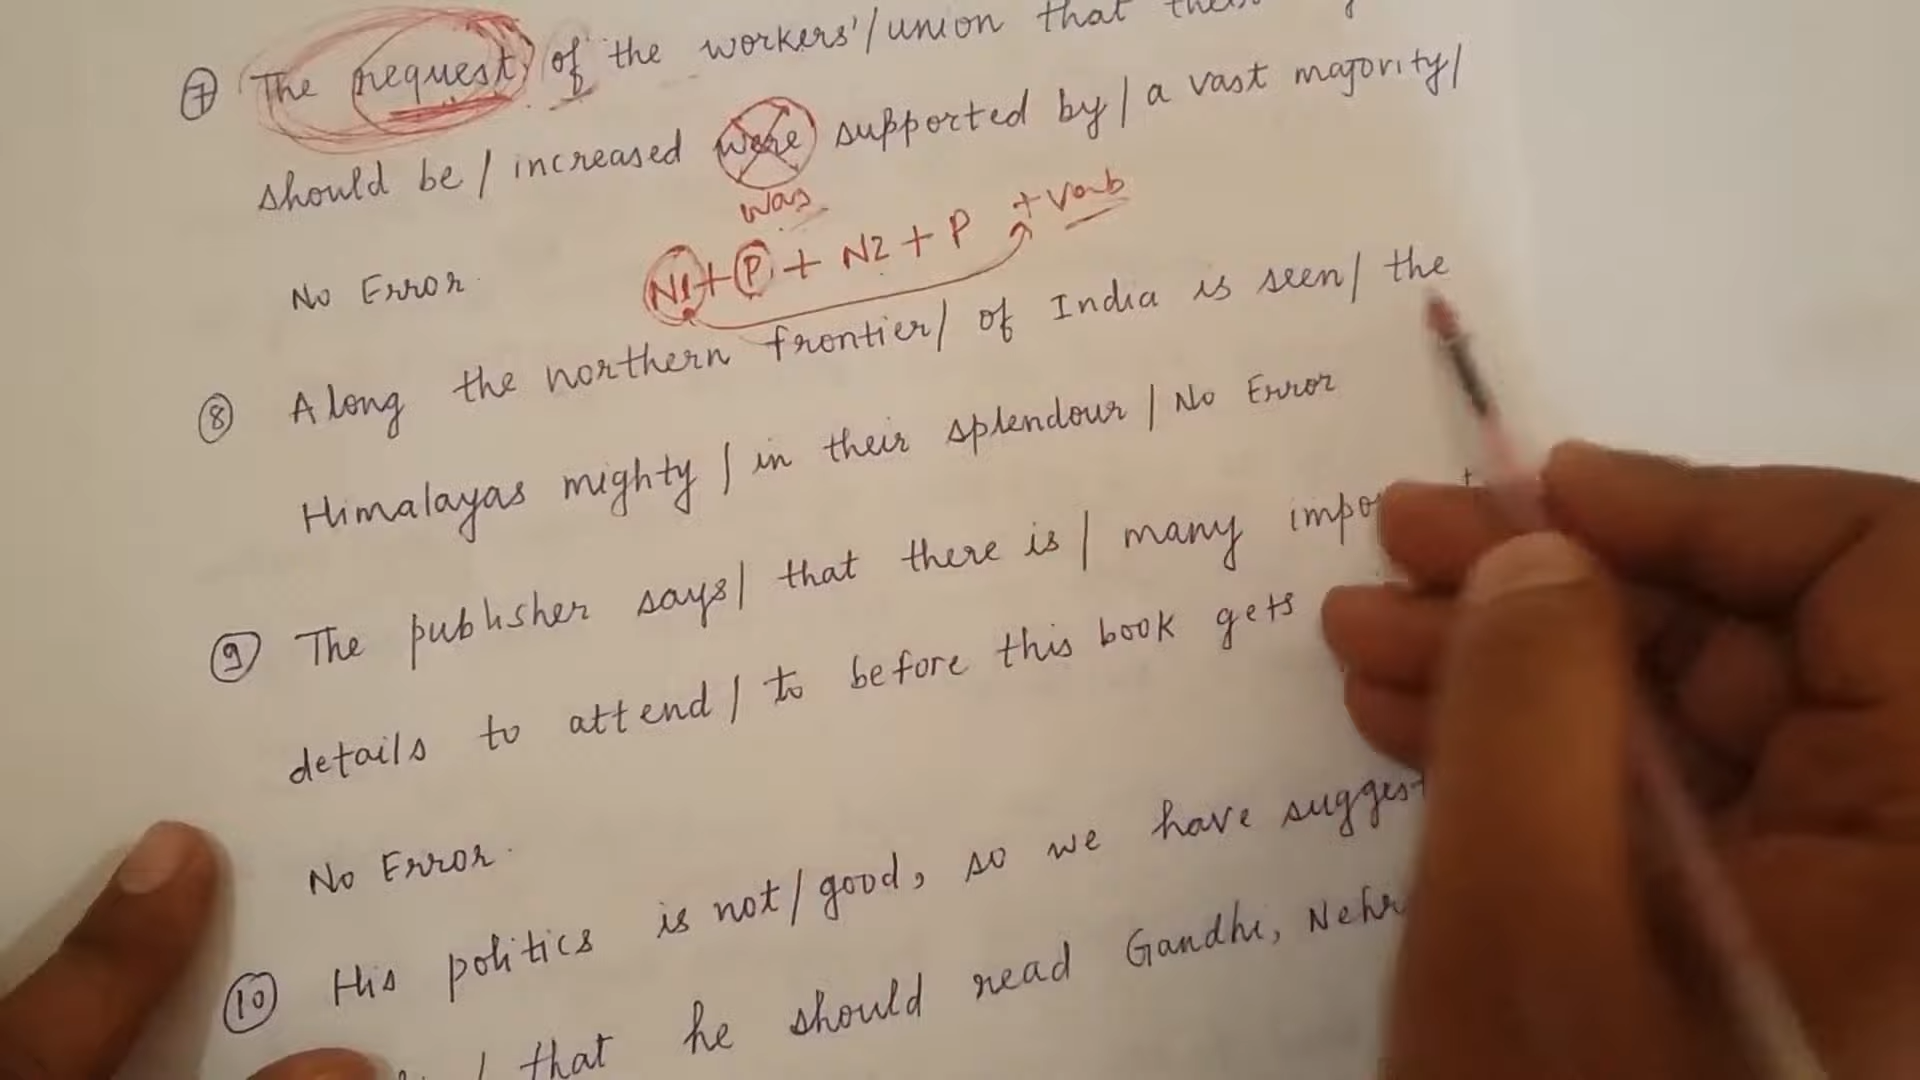 7 The request of the workers'/union that
should be/ increased were supported by/ a vast majority/
was
No Error.
N1+P+N2+P+Verb
8 Along the northern frontier/ of India is seen/ the
Himalayas mighty/ in their splendour/ No Error
9 The publisher says/ that there is/ many
details to attend/ to before this book gets
No Error.
10 His politics is not/good, so we have
/ that he should read Gandhi,